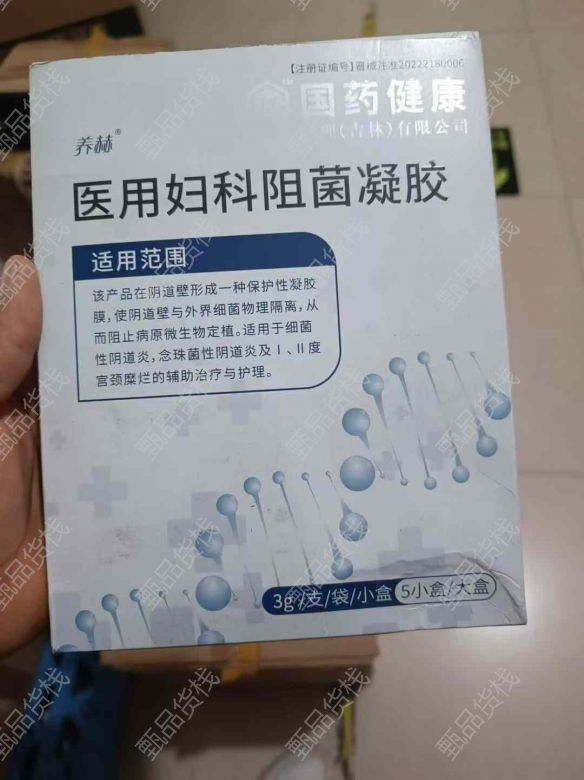 【注册证编号】晋械注准20222180006
国药健康
(吉林)有限公司
养赫®
医用妇科阻菌凝胶
适用范围
该产品在阴道壁形成一种保护性凝胶
膜,使阴道壁与外界细菌物理隔离,从
而阻止病原微生物定植。适用于细菌
性阴道炎,念珠菌性阴道炎及Ⅰ、Ⅱ度
宫颈糜烂的辅助治疗与护理。
3g/支/袋/小盒 5小盒/大盒
甄品货栈